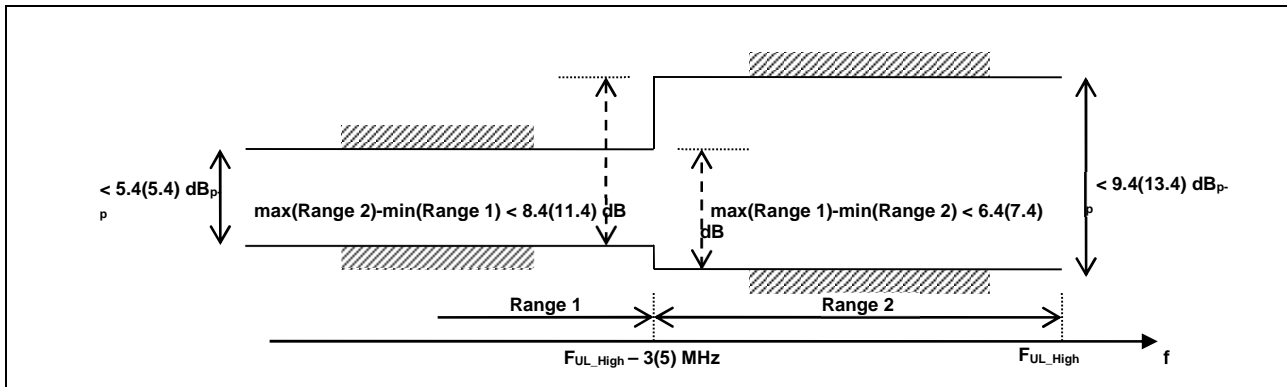 < 5.4(5.4) dBp-
p
max(Range 2)-min(Range 1) < 8.4(11.4) dB
max(Range 1)-min(Range 2) < 6.4(7.4)
dB
< 9.4(13.4) dBp-
p
Range 1
Range 2
FUL_High – 3(5) MHz
FUL_High
f